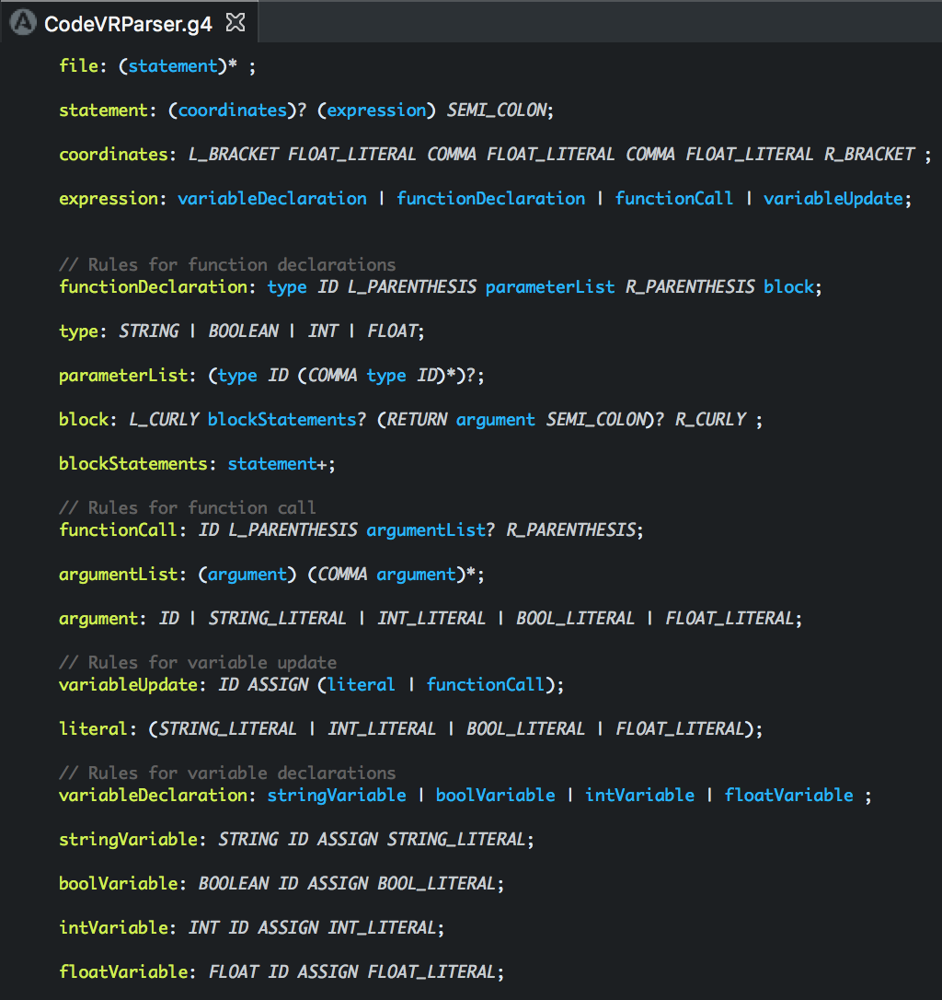 CodeVRParser.g4
file: (statement)* ;
statement: (coordinates)? (expression) SEMI_COLON;
coordinates: L_BRACKET FLOAT_LITERAL COMMA FLOAT_LITERAL COMMA FLOAT_LITERAL R_BRACKET ;
expression: variableDeclaration | functionDeclaration | functionCall | variableUpdate;
// Rules for function declarations
functionDeclaration: type ID L_PARENTHESIS parameterList R_PARENTHESIS block;
type: STRING | BOOLEAN | INT | FLOAT;
parameterList: (type ID (COMMA type ID)*)?;
block: L_CURLY blockStatements? (RETURN argument SEMI_COLON)? R_CURLY ;
blockStatements: statement+;
// Rules for function call
functionCall: ID L_PARENTHESIS argumentList? R_PARENTHESIS;
argumentList: (argument) (COMMA argument)*;
argument: ID | STRING_LITERAL | INT_LITERAL | BOOL_LITERAL | FLOAT_LITERAL;
// Rules for variable update
variableUpdate: ID ASSIGN (literal | functionCall);
literal: (STRING_LITERAL | INT_LITERAL | BOOL_LITERAL | FLOAT_LITERAL);
// Rules for variable declarations
variableDeclaration: stringVariable | boolVariable | intVariable | floatVariable ;
stringVariable: STRING ID ASSIGN STRING_LITERAL;
boolVariable: BOOLEAN ID ASSIGN BOOL_LITERAL;
intVariable: INT ID ASSIGN INT_LITERAL;
floatVariable: FLOAT ID ASSIGN FLOAT_LITERAL;